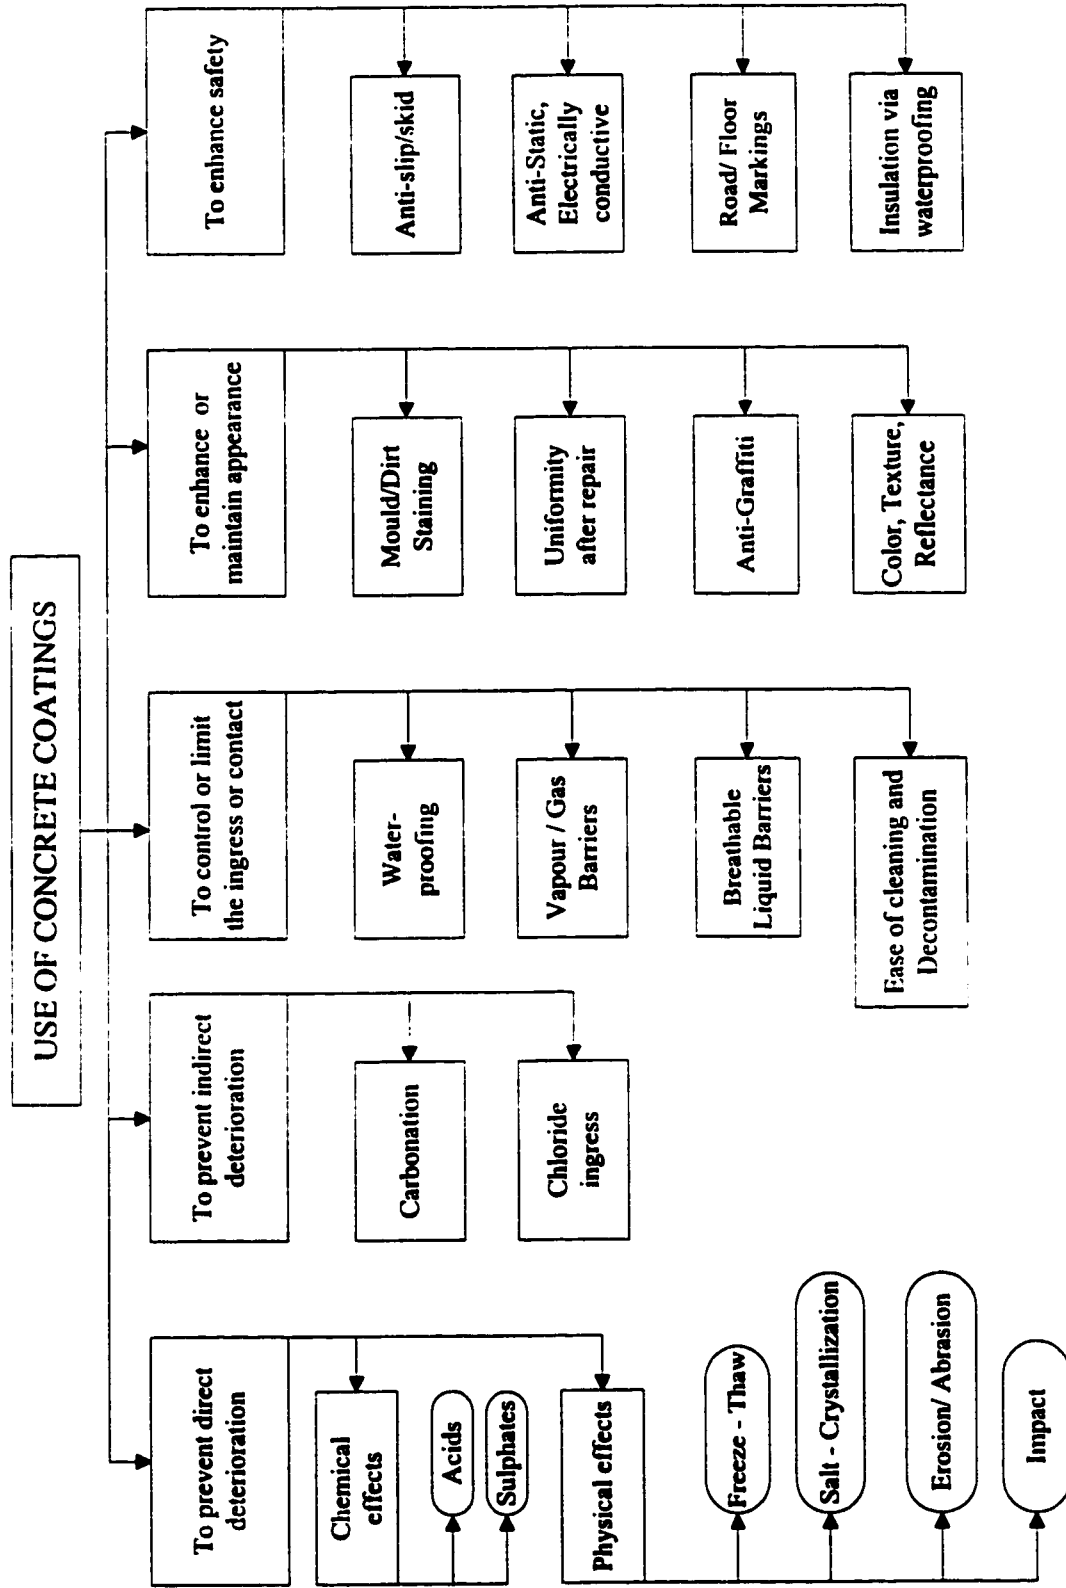 USE OF CONCRETE COATINGS
To prevent direct
deterioration
Chemical
effects
Acids
Sulphates
Physical effects
Freeze - Thaw
Salt - Crystallization
Erosion/ Abrasion
Impact
To prevent indirect
deterioration
Carbonation
Chloride
ingress
To control or limit
the ingress or contact
Water-
proofing
Vapour / Gas
Barriers
Breathable
Liquid Barriers
Ease of cleaning and
Decontamination
To enhance or
maintain appearance
Mould/Dirt
Staining
Uniformity
after repair
Anti-Graffiti
Color, Texture,
Reflectance
To enhance safety
Anti-slip/skid
Anti-Static,
Electrically
conductive
Road/ Floor
Markings
Insulation via
waterproofing